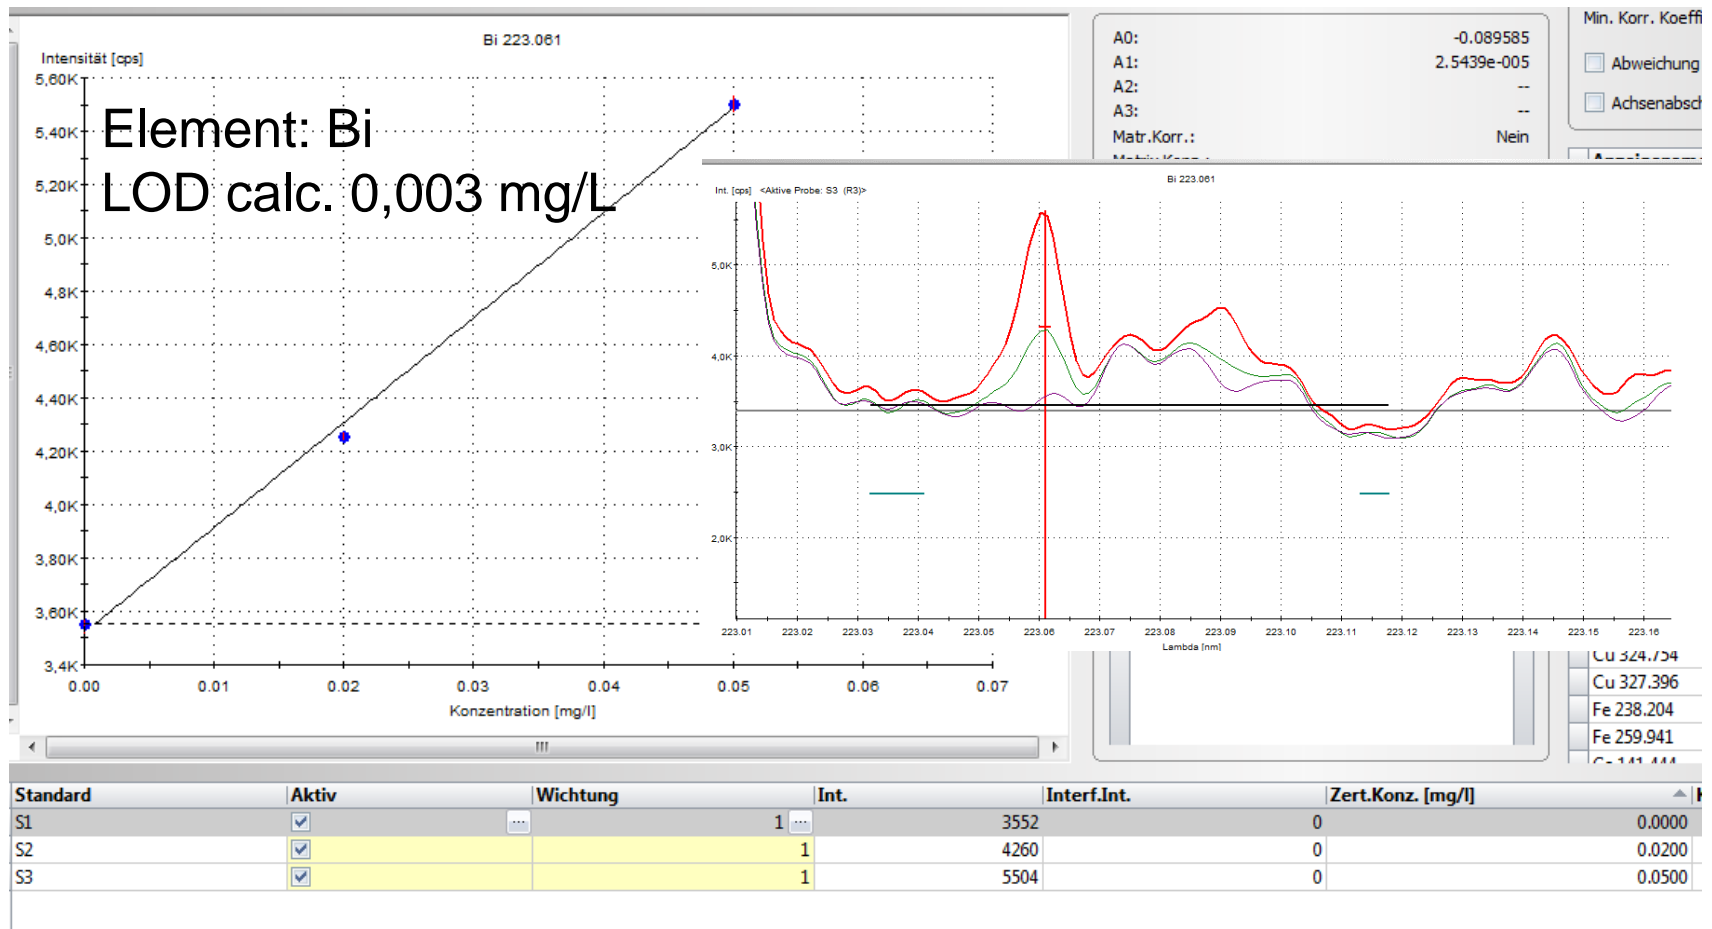 Bi 223.061
Intensität [cps]
5,60K
5,40K
5,20K
5,0K
4,8K
4,60K
4,40K
4,20K
4,0K
3,80K
3,60K
3,4K
0.00 0.01 0.02 0.03 0.04 0.05 0.06 0.07
Konzentration [mg/l]
Element: Bi
LOD calc. 0,003 mg/L
A0: -0.089585
A1: 2.5439e-005
A2: --
A3: --
Matr.Korr.: Nein
Min. Korr. Koeffi
Abweichung
Achsenabsch
Bi 223.061
Int. [cps] <Aktive Probe: S3 (R3)>
5,0K
4,0K
3,0K
2,0K
223.01 223.02 223.03 223.04 223.05 223.06 223.07 223.08 223.09 223.10 223.11 223.12 223.13 223.14 223.15 223.16
Lambda [nm]
Cu 324.754
Cu 327.396
Fe 238.204
Fe 259.941
Standard Aktiv Wichtung Int. Interf.Int. Zert.Konz. [mg/l]
S1 ... 1 ... 3552 0 0.0000
S2 1 4260 0 0.0200
S3 1 5504 0 0.0500